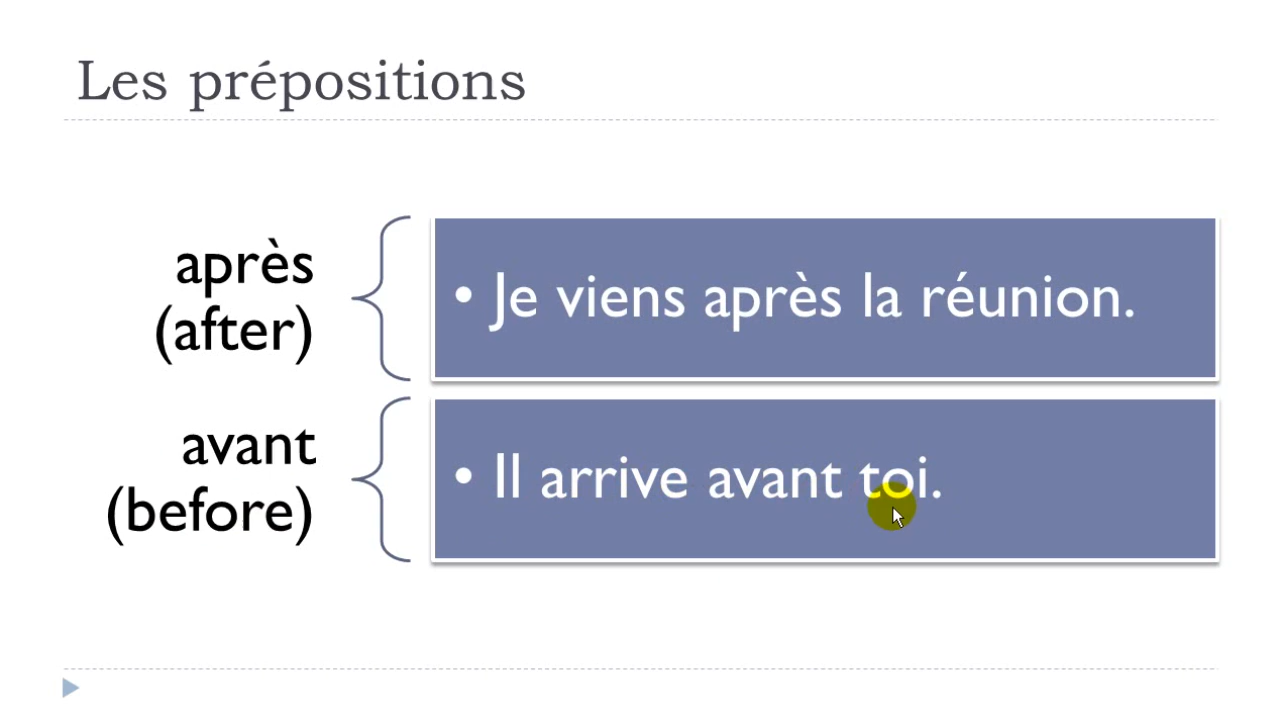 Les prépositions
après
(after)
• Je viens après la réunion.
avant
(before)
• Il arrive avant toi.